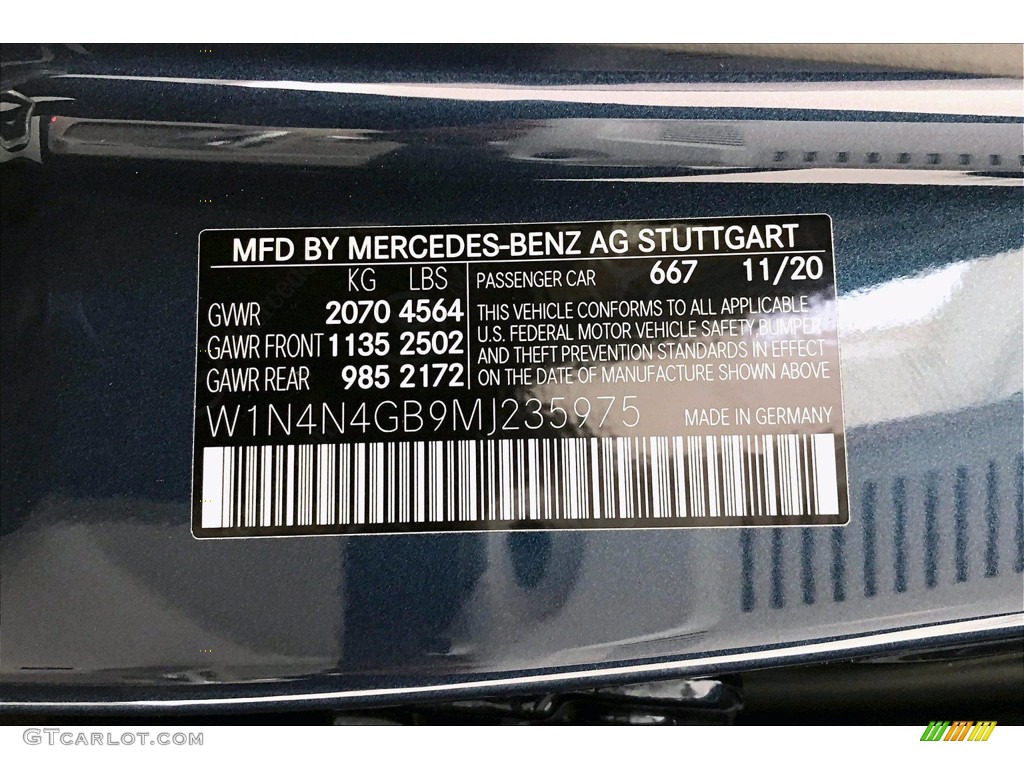 MFD BY MERCEDES-BENZ AG STUTTGART
KG LBS PASSENGER CAR 667 11/20
GVWR 2070 4564
GAWR FRONT 1135 2502
GAWR REAR 985 2172
THIS VEHICLE CONFORMS TO ALL APPLICABLE
U.S. FEDERAL MOTOR VEHICLE SAFETY, BUMPER
AND THEFT PREVENTION STANDARDS IN EFFECT
ON THE DATE OF MANUFACTURE SHOWN ABOVE
W1N4N4GB9MJ235975 MADE IN GERMANY
GTCARLOT.COM